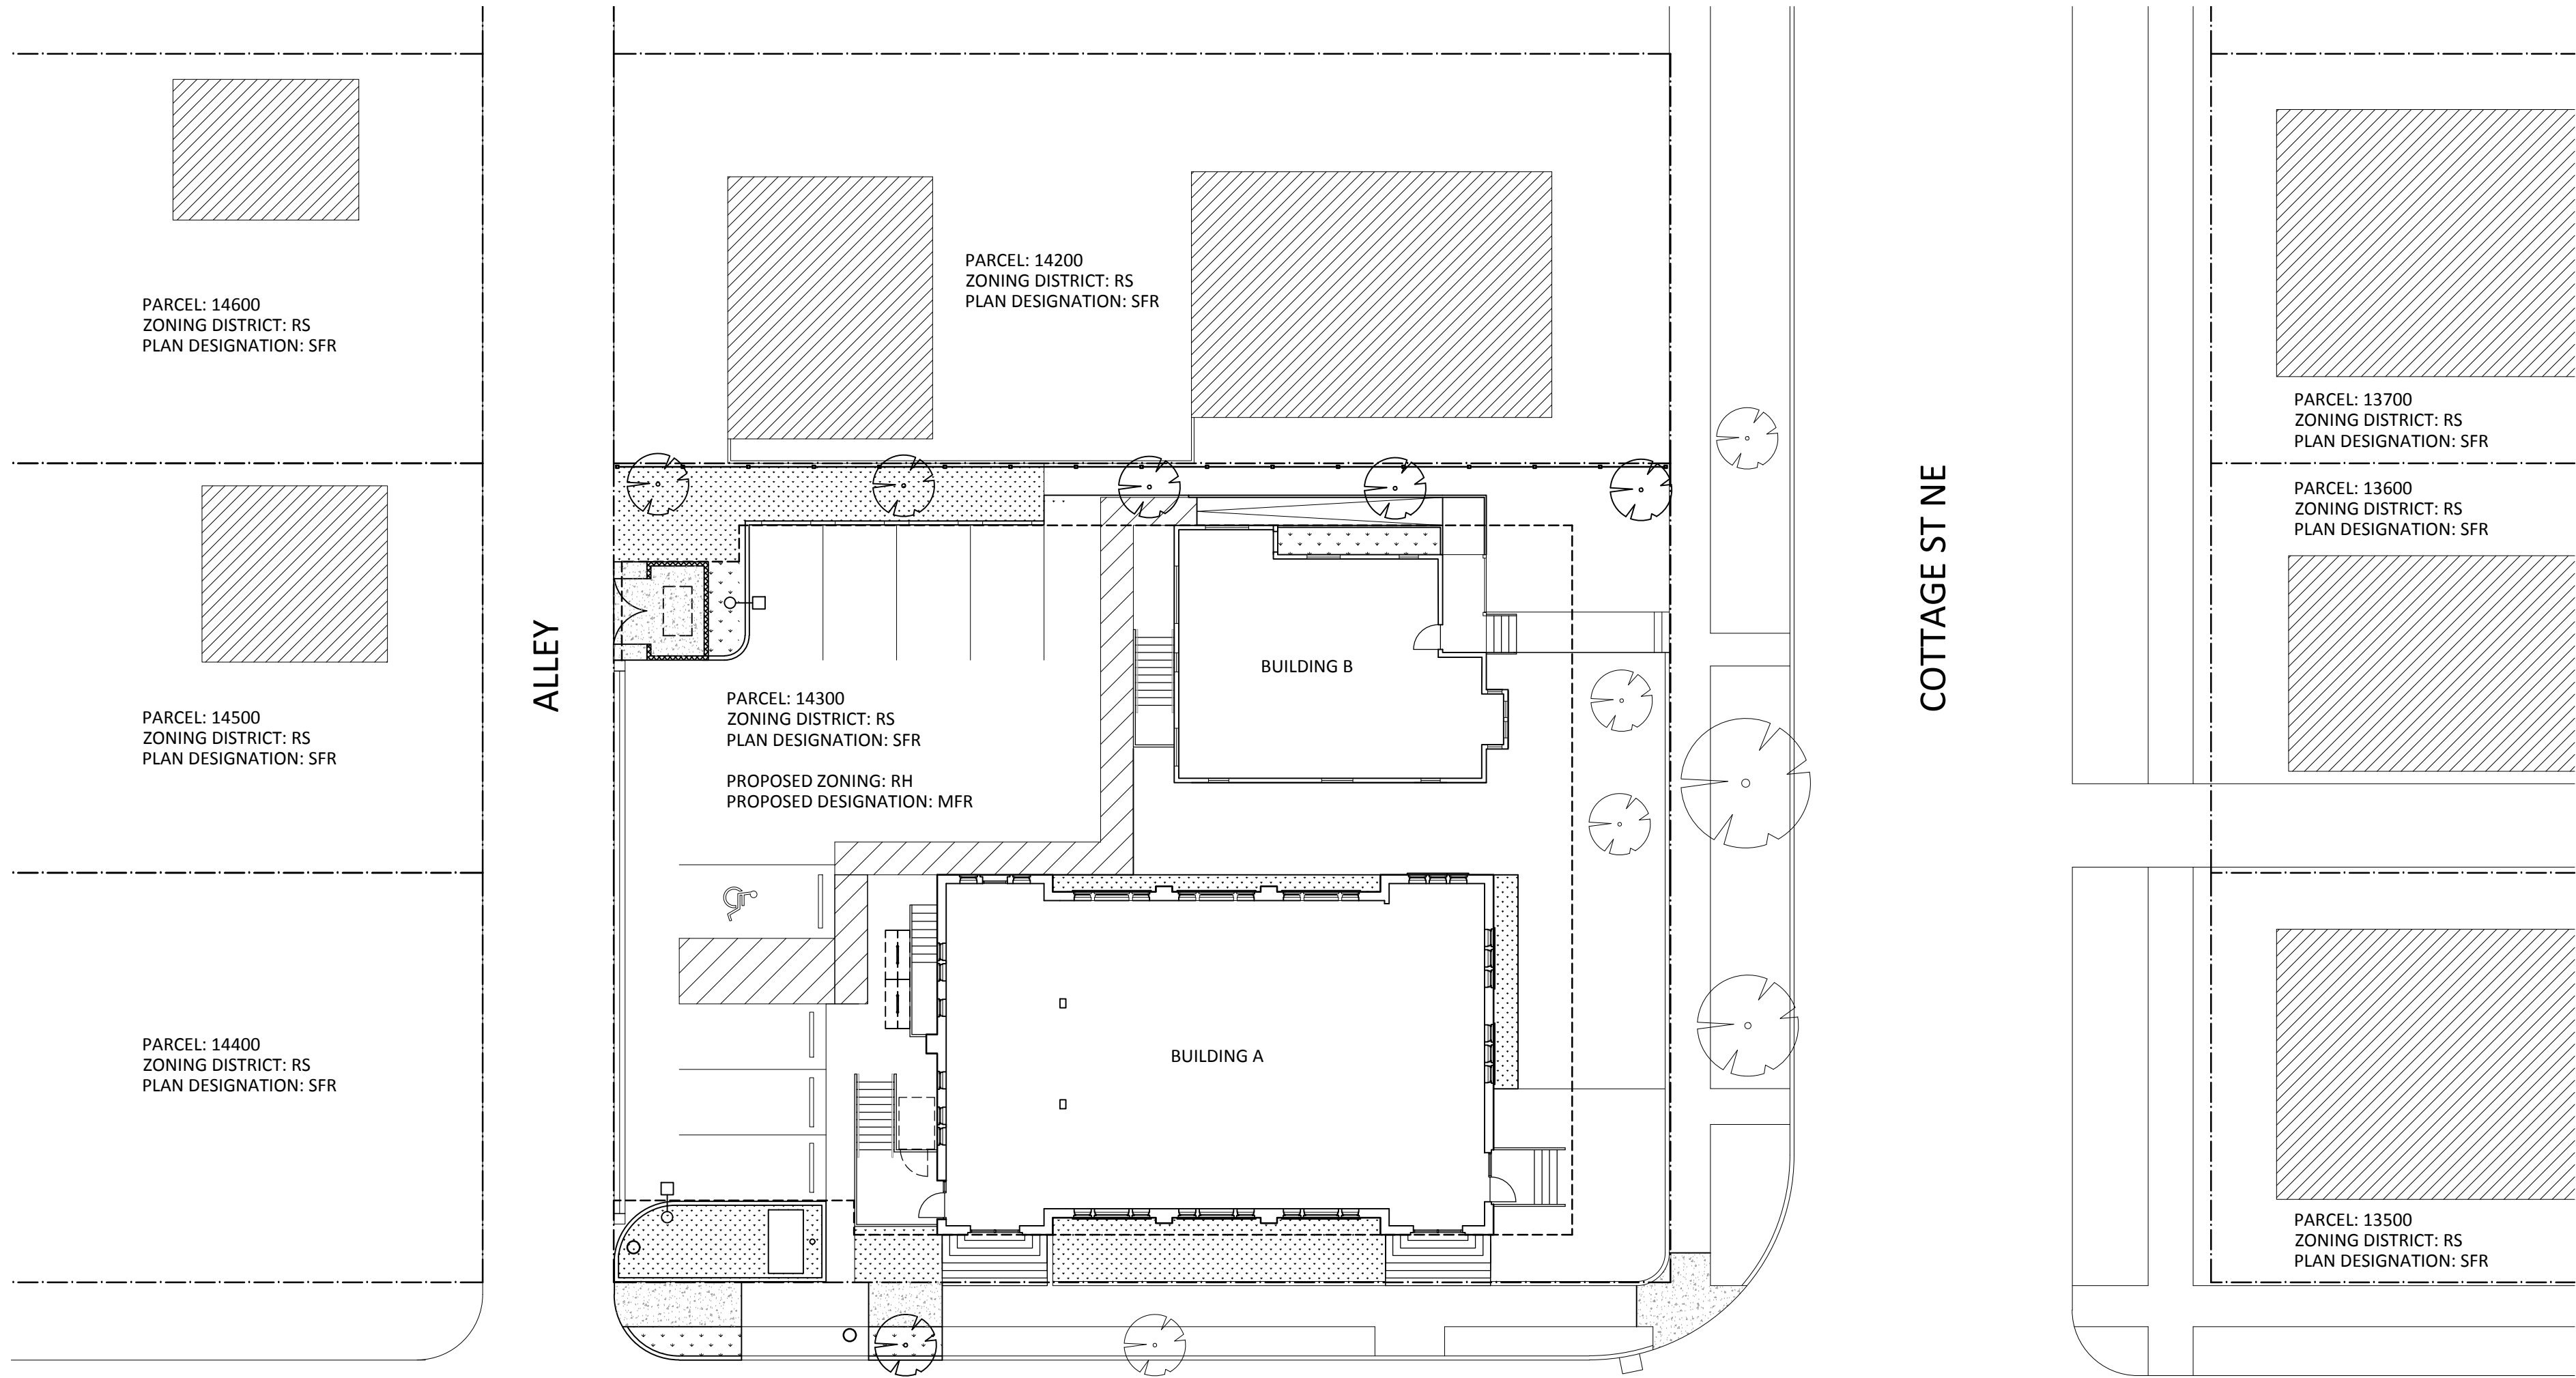 PARCEL: 14600
ZONING DISTRICT: RS
PLAN DESIGNATION: SFR
PARCEL: 14200
ZONING DISTRICT: RS
PLAN DESIGNATION: SFR
PARCEL: 13700
ZONING DISTRICT: RS
PLAN DESIGNATION: SFR
PARCEL: 13600
ZONING DISTRICT: RS
PLAN DESIGNATION: SFR
COTTAGE ST NE
ALLEY
BUILDING B
PARCEL: 14500
ZONING DISTRICT: RS
PLAN DESIGNATION: SFR
PARCEL: 14300
ZONING DISTRICT: RS
PLAN DESIGNATION: SFR
PROPOSED ZONING: RH
PROPOSED DESIGNATION: MFR
PARCEL: 14400
ZONING DISTRICT: RS
PLAN DESIGNATION: SFR
BUILDING A
PARCEL: 13500
ZONING DISTRICT: RS
PLAN DESIGNATION: SFR